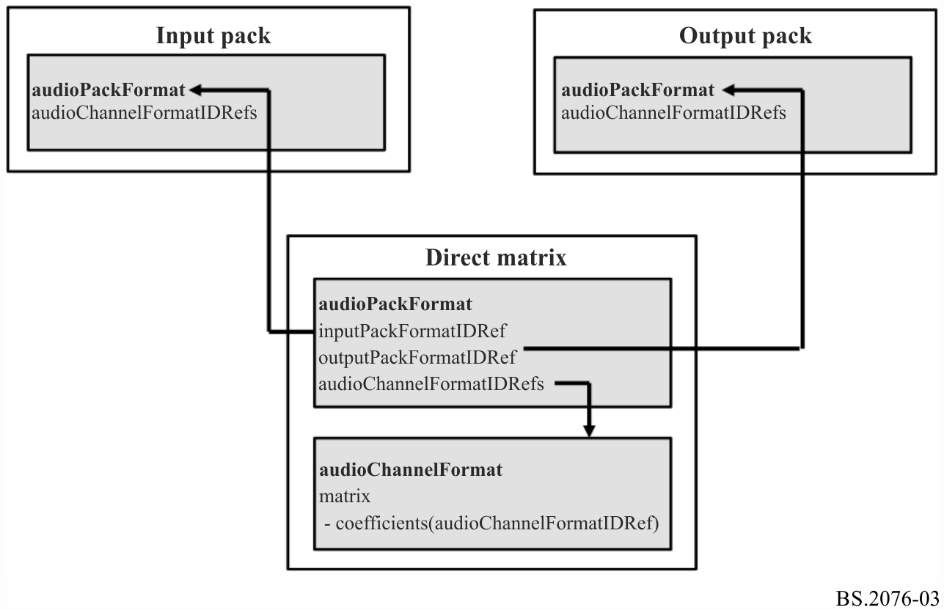 Input pack
audioPackFormat
audioChannelFormatIDRefs
Output pack
audioPackFormat
audioChannelFormatIDRefs
Direct matrix
audioPackFormat
inputPackFormatIDRef
outputPackFormatIDRef
audioChannelFormatIDRefs
audioChannelFormat
matrix
- coefficients(audioChannelFormatIDRef)
BS.2076-03